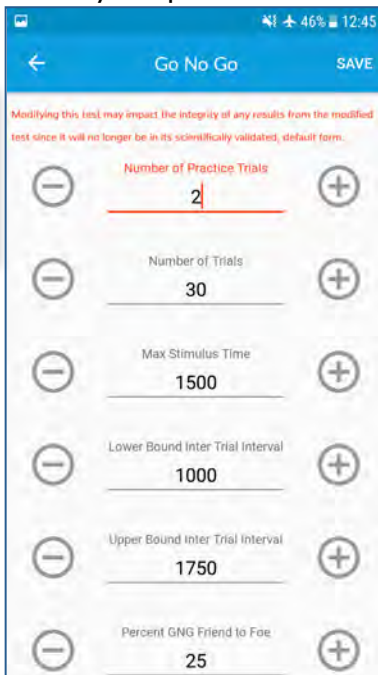 46% 12:45
Go No Go SAVE
Modifying this test may impact the integrity of any results from the modified
test since it will no longer be in its scientifically validated, default form.
Number of Practice Trials
2
Number of Trials
30
Max Stimulus Time
1500
Lower Bound Inter Trial Interval
1000
Upper Bound Inter Trial Interval
1750
Percent GNG Friend to Foe
25